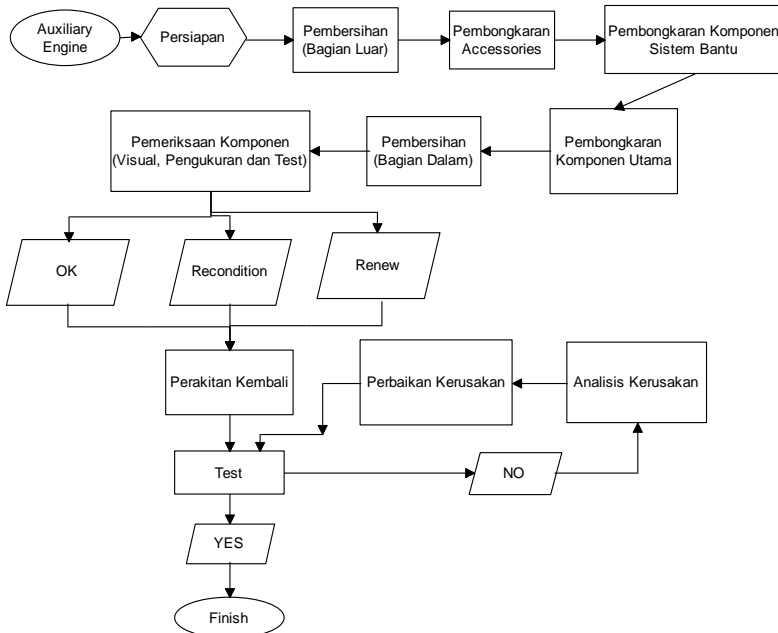 Auxiliary
Engine
Persiapan
Pembersihan
(Bagian Luar)
Pembongkaran
Accessories
Pembongkaran Komponen
Sistem Bantu
Pembongkaran
Komponen Utama
Pembersihan
(Bagian Dalam)
Pemeriksaan Komponen
(Visual, Pengukuran dan Test)
OK
Recondition
Renew
Perakitan Kembali
Perbaikan Kerusakan
Analisis Kerusakan
Test
NO
YES
Finish